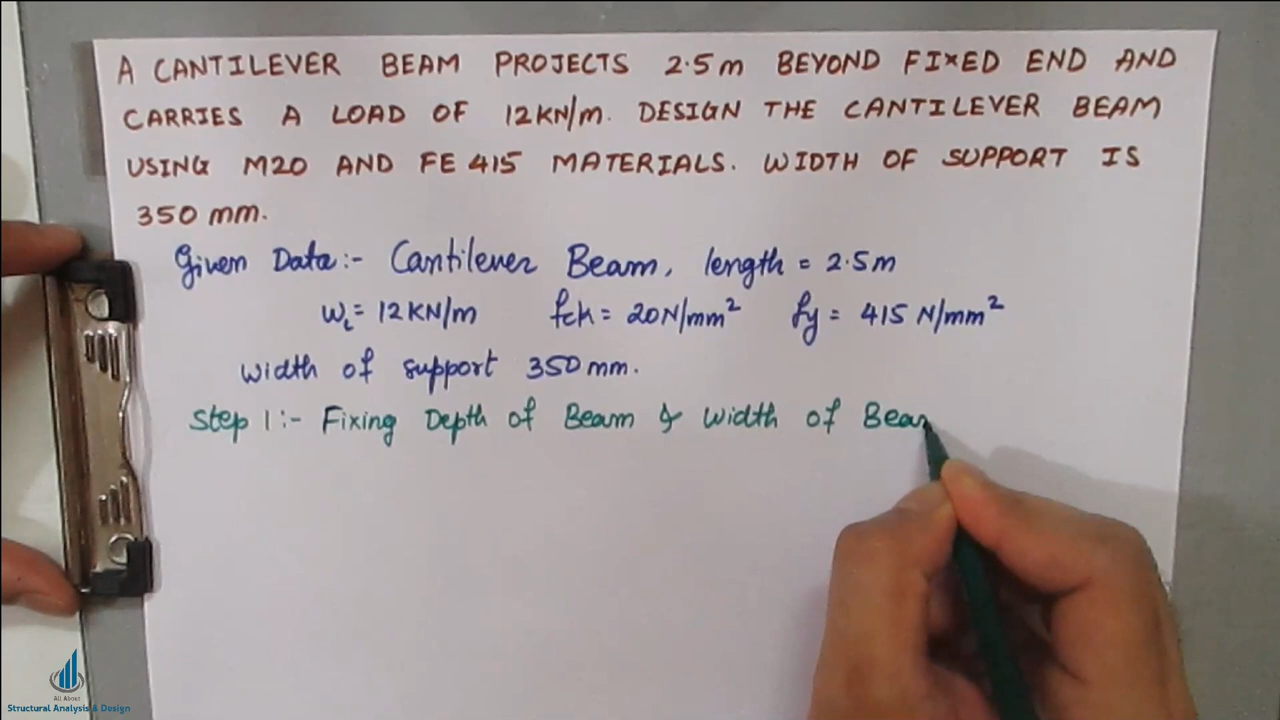 A CANTILEVER BEAM PROJECTS 2.5m BEYOND FIXED END AND
CARRIES A LOAD OF 12KN/m. DESIGN THE CANTILEVER BEAM
USING M20 AND FE 415 MATERIALS. WIDTH OF SUPPORT IS
350 mm.
Given Data:- Cantilever Beam, length = 2.5m
WL = 12KN/m fck = 20N/mm² fy = 415 N/mm²
width of support 350mm.
Step 1:- Fixing Depth of Beam & Width of Beam
All About
Structural Analysis & Design